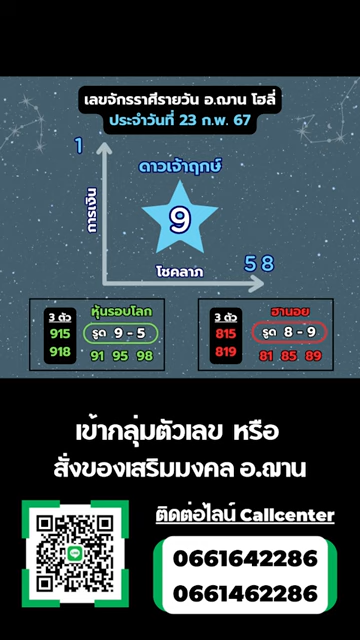 เลขจักรราศีรายวัน อ.ฌาน โฮลี่
ประจำวันที่ 23 ก.พ. 67
1
ดาวเจ้าฤกษ์
การเงิน
9
โชคลาภ
5 8
3 ตัว
915
918
หุ้นรอบโลก
รูด 9 - 5
91 95 98
3 ตัว
815
819
ฮานอย
รูด 8 - 9
81 85 89
เข้ากลุ่มตัวเลข หรือ
สั่งของเสริมมงคล อ.ฌาน
ติดต่อไลน์ Callcenter
0661642286
0661462286